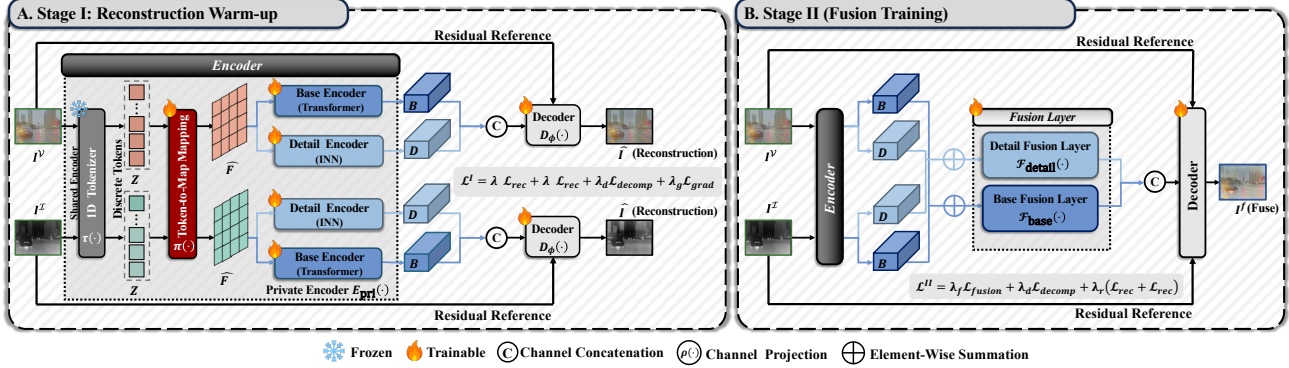 A. Stage I: Reconstruction Warm-up
Residual Reference
Encoder
I^V
Shared Encoder
ID Tokenizer
τ(·)
Discrete Tokens
Z
Token-to-Map Mapping
π(·)
F̂
Base Encoder
(Transformer)
B
Detail Encoder
(INN)
D
C
Decoder
D_ϕ(·)
Î (Reconstruction)
ℒ^I = λ ℒ_rec + λ ℒ_rec + λ_d ℒ_decomp + λ_g ℒ_grad
I^ℐ
Z
F̂
Detail Encoder
(INN)
D
Base Encoder
(Transformer)
B
Private Encoder E_pri(·)
C
Decoder
D_ϕ(·)
Î (Reconstruction)
Residual Reference
B. Stage II (Fusion Training)
Residual Reference
I^V
I^ℐ
Encoder
B
D
D
B
Fusion Layer
Detail Fusion Layer
ℱ_detail(·)
Base Fusion Layer
ℱ_base(·)
C
Decoder
I^f (Fuse)
ℒ^II = λ_f ℒ_fusion + λ_d ℒ_decomp + λ_r(ℒ_rec + ℒ_rec)
Residual Reference
Frozen
Trainable
C Channel Concatenation
ρ(·) Channel Projection
Element-Wise Summation